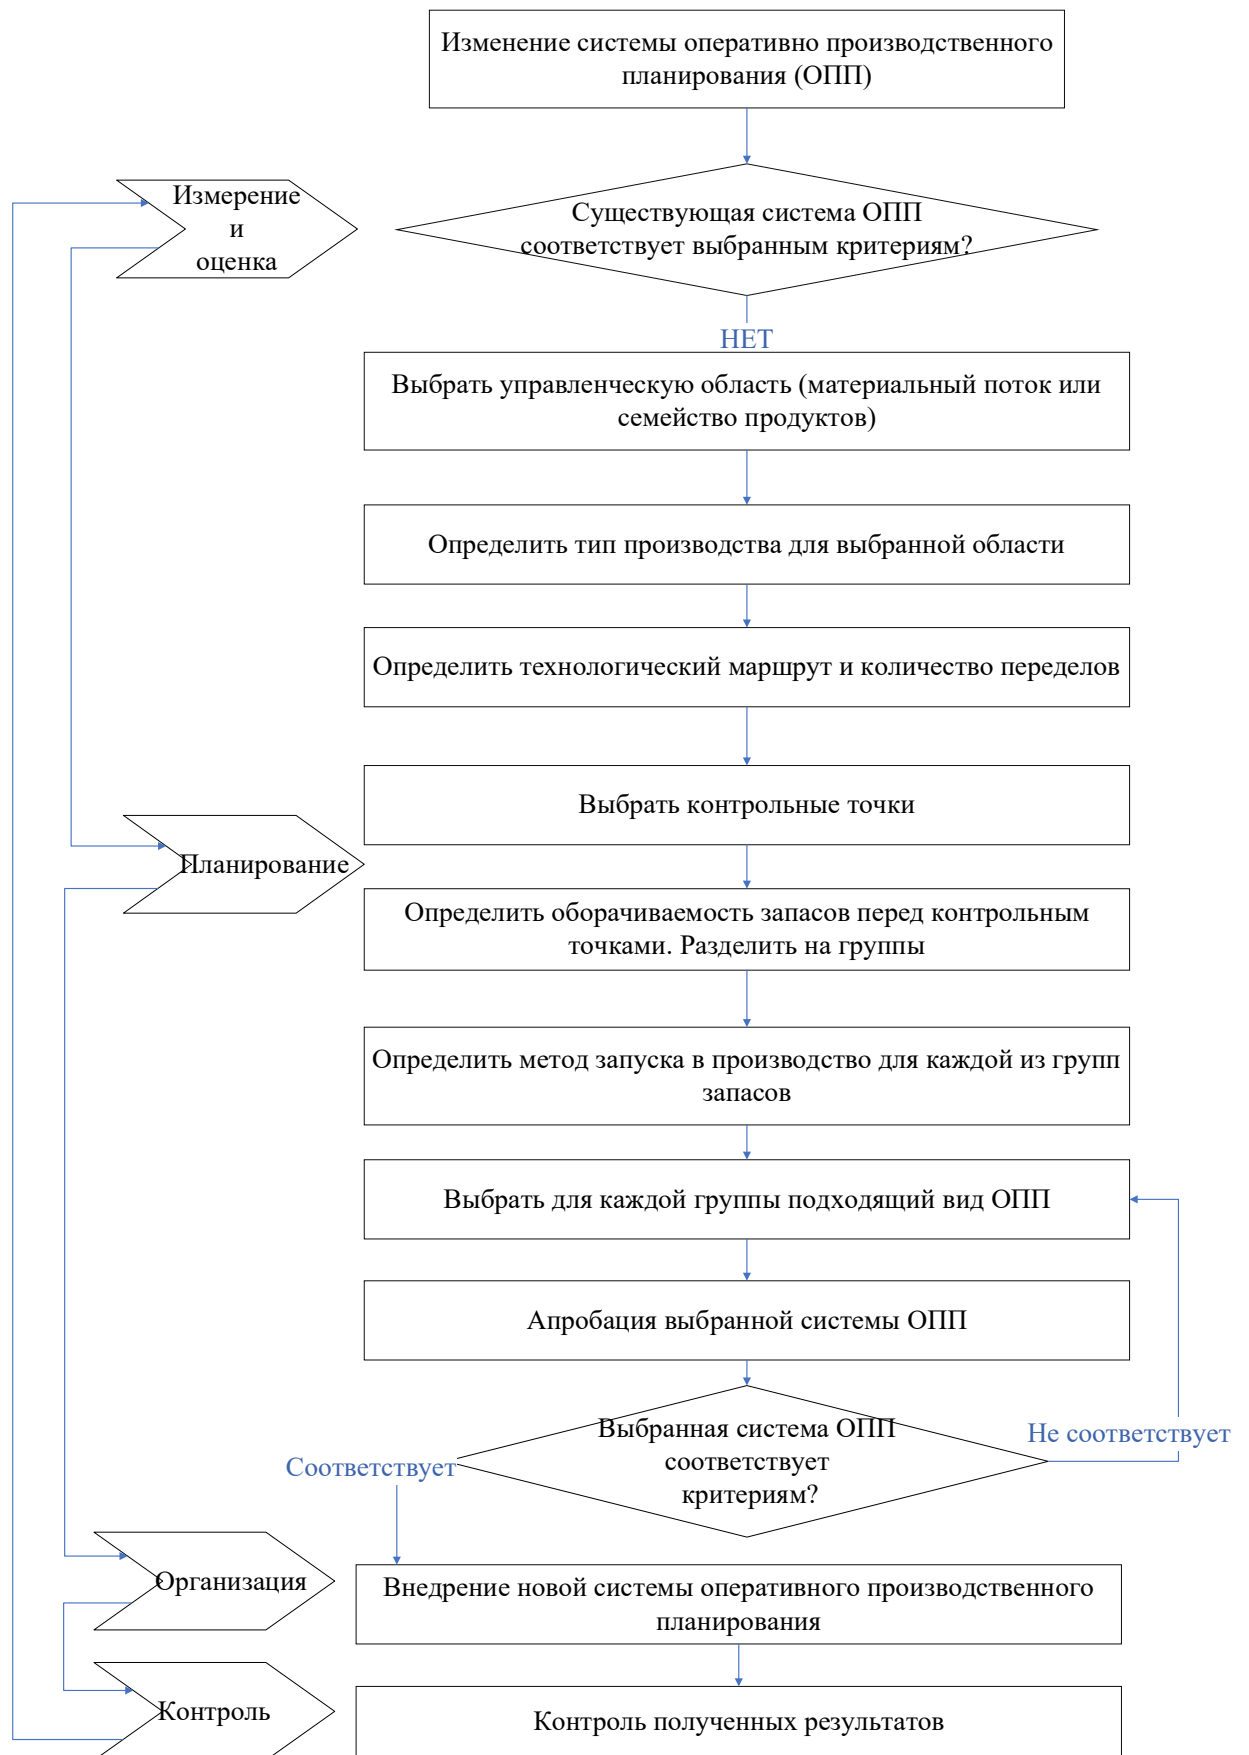 Изменение системы оперативно производственного
планирования (ОПП)
Измерение
и
оценка
Существующая система ОПП
соответствует выбранным критериям?
НЕТ
Выбрать управленческую область (материальный поток или
семейство продуктов)
Определить тип производства для выбранной области
Определить технологический маршрут и количество переделов
Выбрать контрольные точки
Планирование
Определить оборачиваемость запасов перед контрольным
точками. Разделить на группы
Определить метод запуска в производство для каждой из групп
запасов
Выбрать для каждой группы подходящий вид ОПП
Апробация выбранной системы ОПП
Выбранная система ОПП
соответствует
критериям?
Не соответствует
Соответствует
Организация
Внедрение новой системы оперативного производственного
планирования
Контроль
Контроль полученных результатов